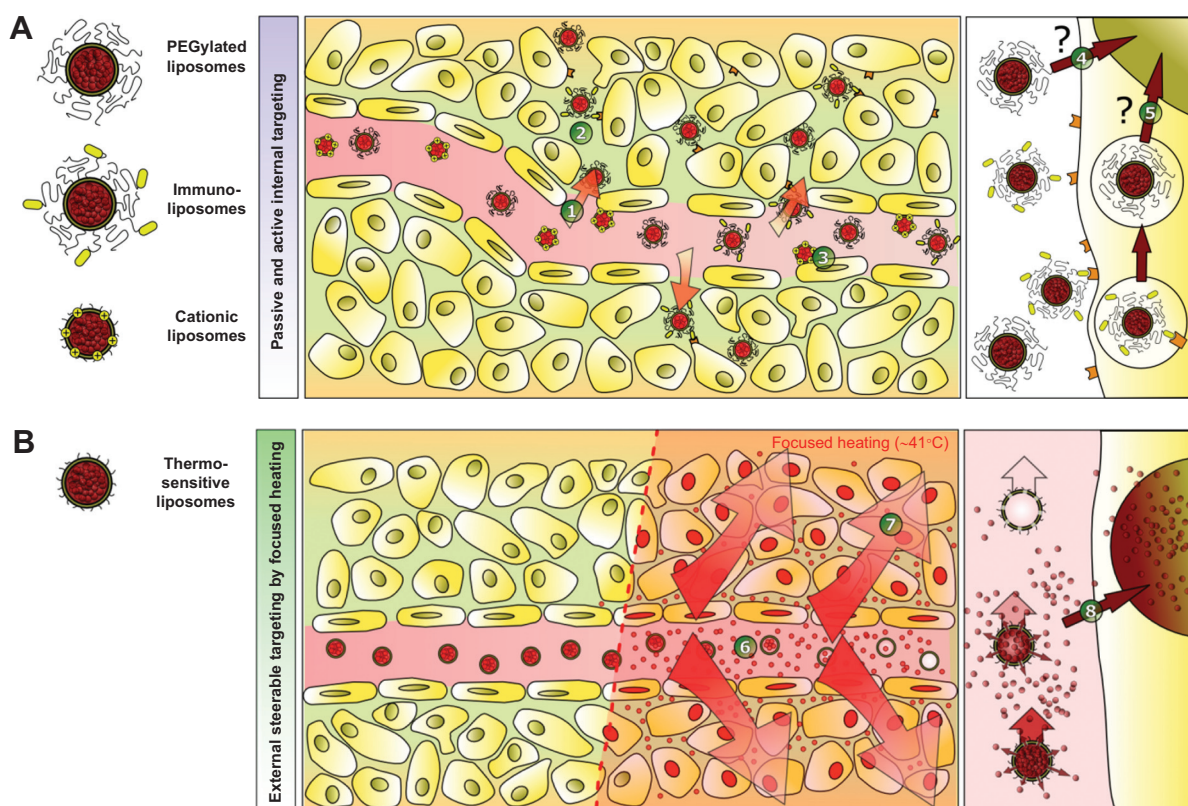 A
PEGylated
liposomes
Immuno-
liposomes
Cationic
liposomes
Passive and active internal targeting
1
2
3
?
4
?
5
B
Thermo-
sensitive
liposomes
External steerable targeting by focused heating
Focused heating (~41°C)
7
6
8